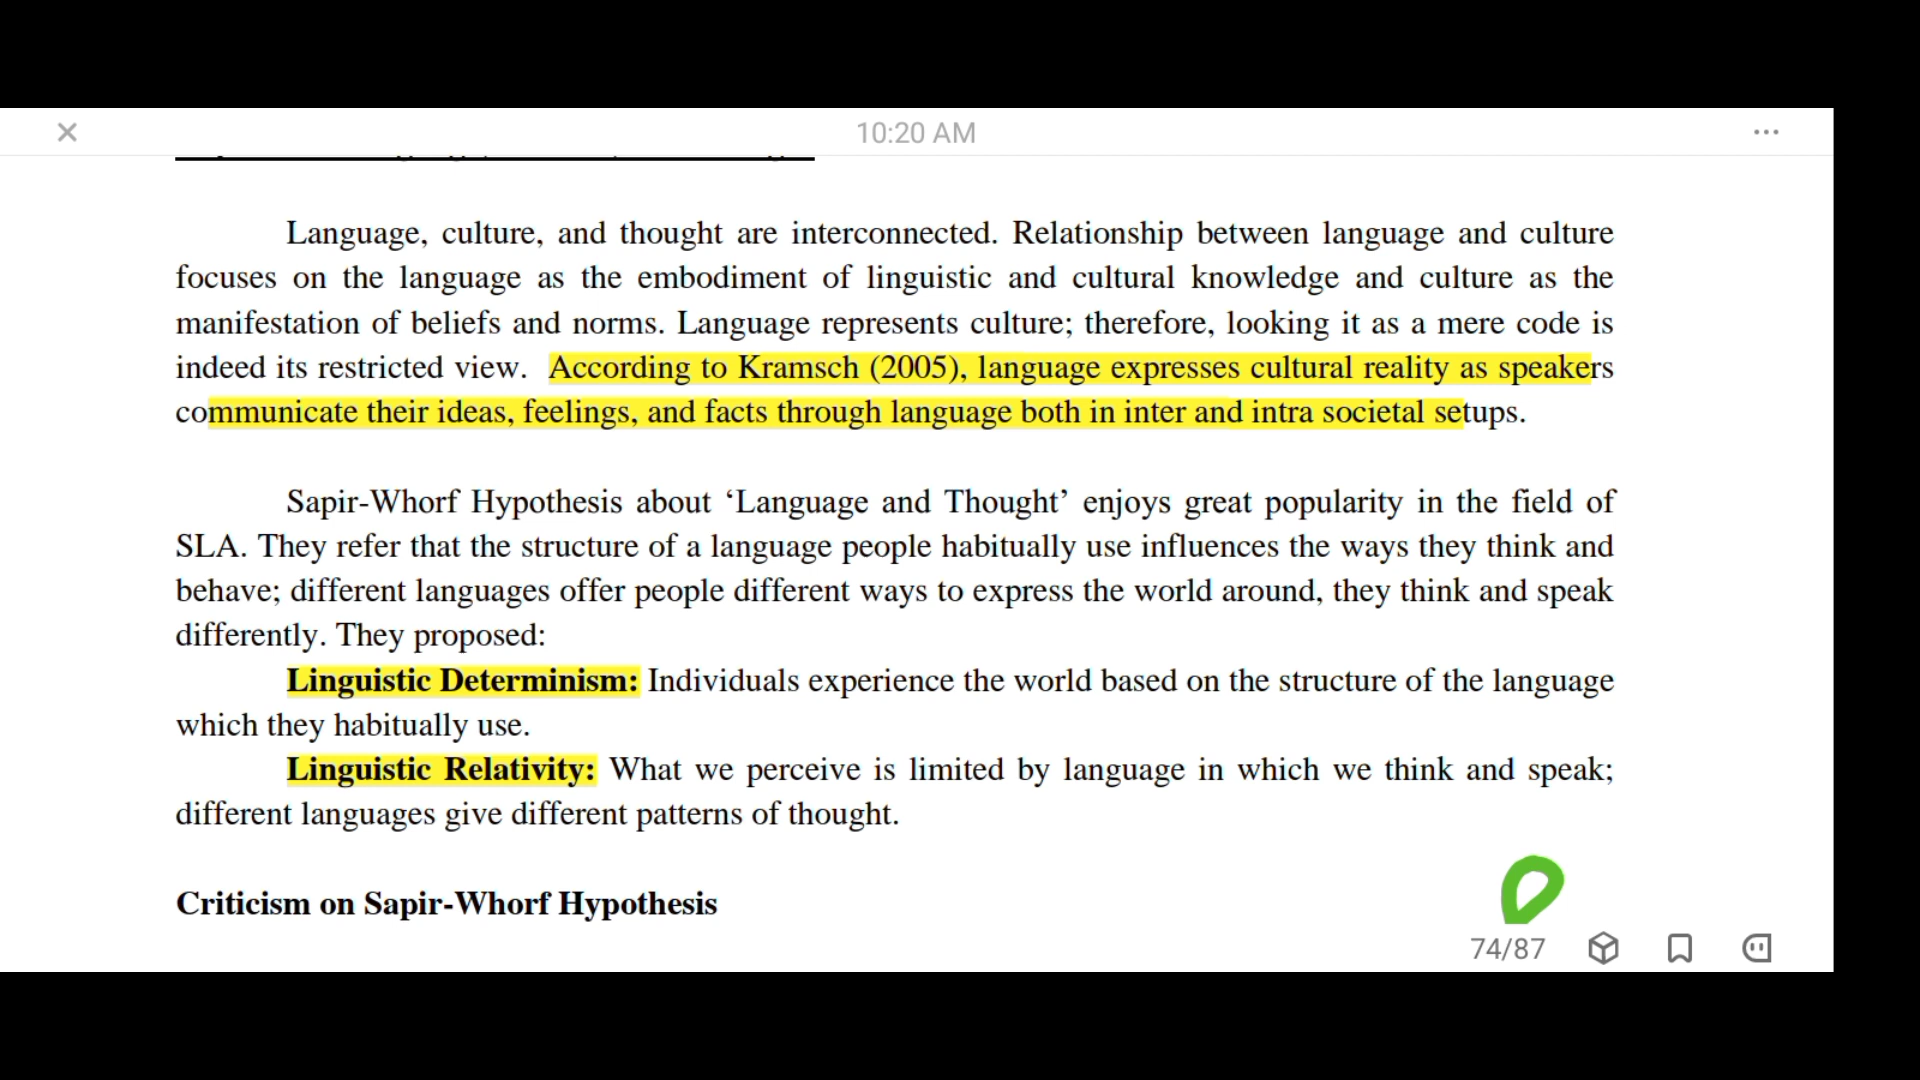 10:20 AM
Language, culture, and thought are interconnected. Relationship between language and culture
focuses on the language as the embodiment of linguistic and cultural knowledge and culture as the
manifestation of beliefs and norms. Language represents culture; therefore, looking it as a mere code is
indeed its restricted view. According to Kramsch (2005), language expresses cultural reality as speakers
communicate their ideas, feelings, and facts through language both in inter and intra societal setups.
Sapir-Whorf Hypothesis about ‘Language and Thought’ enjoys great popularity in the field of
SLA. They refer that the structure of a language people habitually use influences the ways they think and
behave; different languages offer people different ways to express the world around, they think and speak
differently. They proposed:
Linguistic Determinism: Individuals experience the world based on the structure of the language
which they habitually use.
Linguistic Relativity: What we perceive is limited by language in which we think and speak;
different languages give different patterns of thought.
Criticism on Sapir-Whorf Hypothesis
74/87